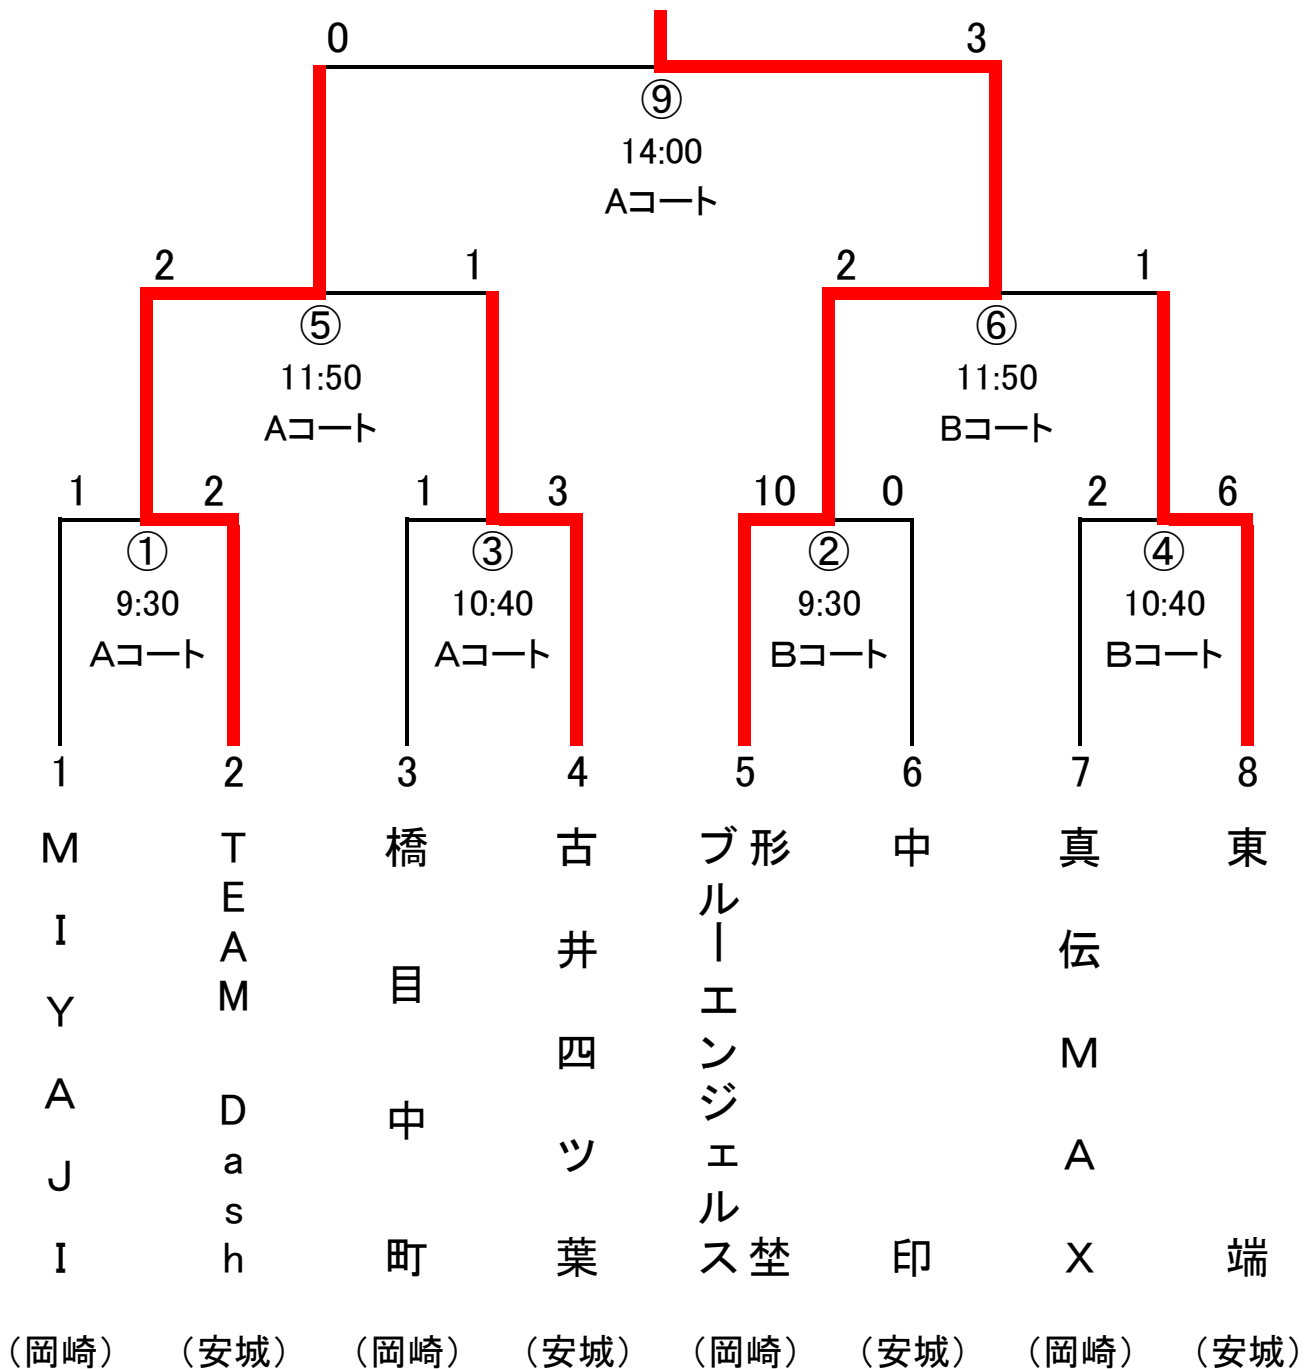 0 3
⑨
14:00
Aコート
2 1 2 1
⑤ ⑥
11:50 11:50
Aコート Bコート
1 2 1 3 10 0 2 6
① ③ ② ④
9:30 10:40 9:30 10:40
Aコート Aコート Bコート Bコート
1 2 3 4 5 6 7 8
MIYAJI
TEAM Dash
橋目中町
古井四ツ葉
形埜
ブルーエンジェルス
中印
真伝MAX
東端
（岡崎） （安城） （岡崎） （安城） （岡崎） （安城） （岡崎） （安城）